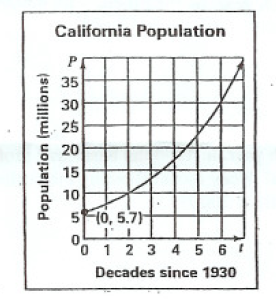 California Population
P
35
30
25
20
15
10
5
0
(0, 5.7)
0 1 2 3 4 5 6 t
Population (millions)
Decades since 1930